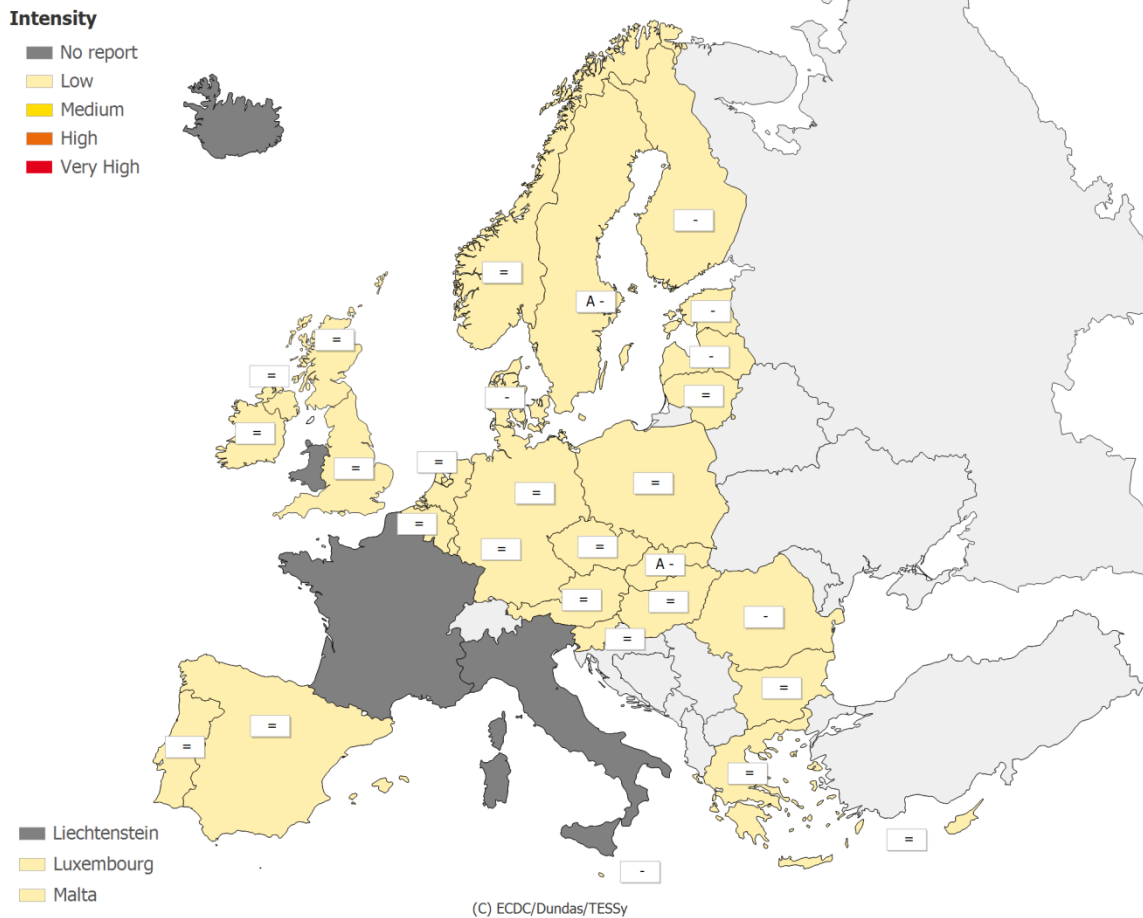 Intensity
No report
Low
Medium
High
Very High
-
=
A -
-
=
-
=
-
=
=
=
=
=
=
=
=
=
=
A -
=
=
=
-
=
=
=
=
=
-
Liechtenstein
Luxembourg
Malta
(C) ECDC/Dundas/TESSy